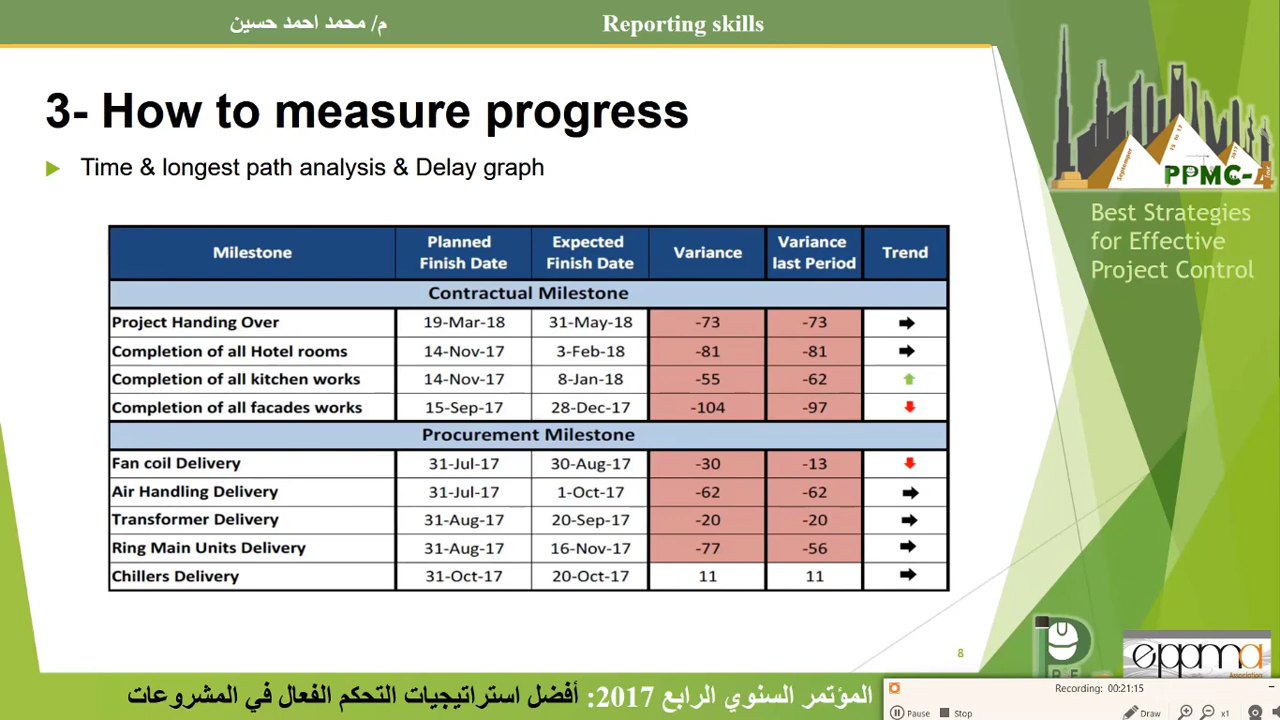 م/ محمد احمد حسين
Reporting skills
3- How to measure progress
Time & longest path analysis & Delay graph
Milestone Planned Finish Date Expected Finish Date Variance Variance last Period Trend
Contractual Milestone
Project Handing Over 19-Mar-18 31-May-18 -73 -73
Completion of all Hotel rooms 14-Nov-17 3-Feb-18 -81 -81
Completion of all kitchen works 14-Nov-17 8-Jan-18 -55 -62
Completion of all facades works 15-Sep-17 28-Dec-17 -104 -97
Procurement Milestone
Fan coil Delivery 31-Jul-17 30-Aug-17 -30 -13
Air Handling Delivery 31-Jul-17 1-Oct-17 -62 -62
Transformer Delivery 31-Aug-17 20-Sep-17 -20 -20
Ring Main Units Delivery 31-Aug-17 16-Nov-17 -77 -56
Chillers Delivery 31-Oct-17 20-Oct-17 11 11
September
15 to 17
2017
PPMC-4
Best Strategies
for Effective
Project Control
8
eppma
Association
المؤتمر السنوي الرابع 2017: أفضل استراتيجيات التحكم الفعال في المشروعات
Recording: 00:21:15
Pause Stop Draw x1